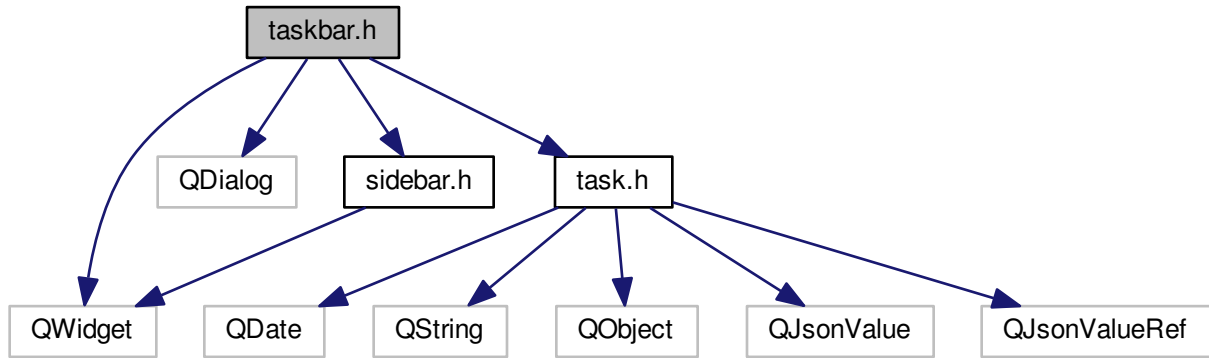 taskbar.h
QDialog
sidebar.h
task.h
QWidget
QDate
QString
QObject
QJsonValue
QJsonValueRef